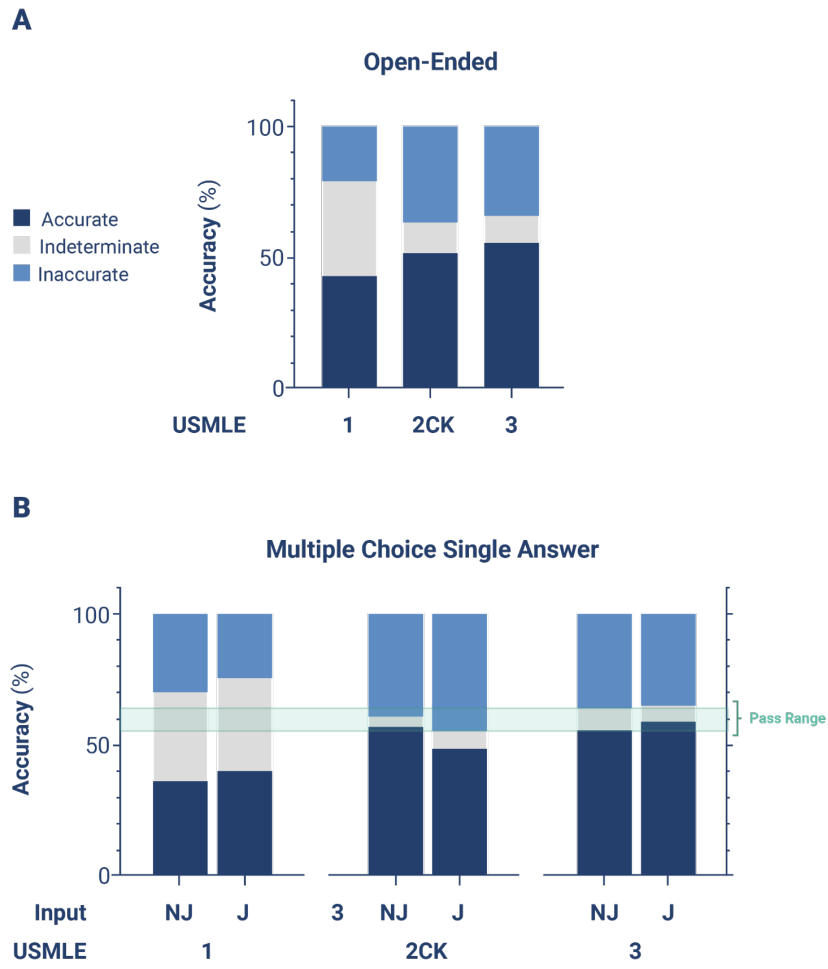 A
Open-Ended
Accurate
Indeterminate
Inaccurate
Accuracy (%)
100
50
0
USMLE 1 2CK 3
B
Multiple Choice Single Answer
Accuracy (%)
100
50
0
Pass Range
Input NJ J 3 NJ J NJ J
USMLE 1 2CK 3